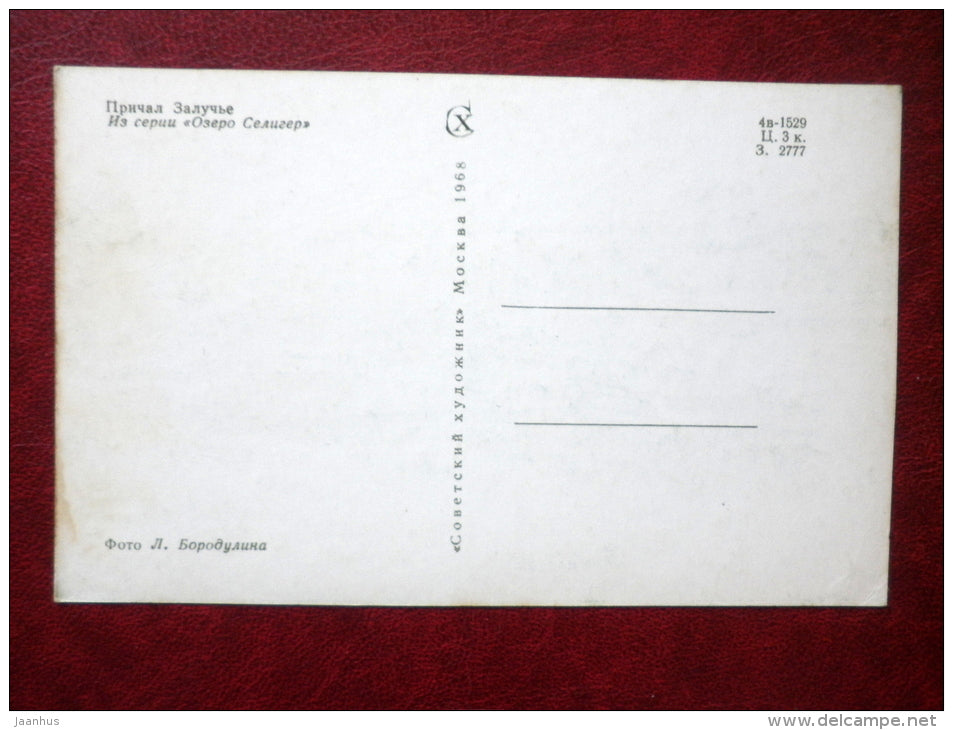 Причал Залучье
Из серии «Озеро Селигер»
СХ
4в-1529
Ц. 3 к.
З. 2777
«Советский художник» Москва 1968
Фото Л. Бородулина
jaanhus
www.delcampe.net